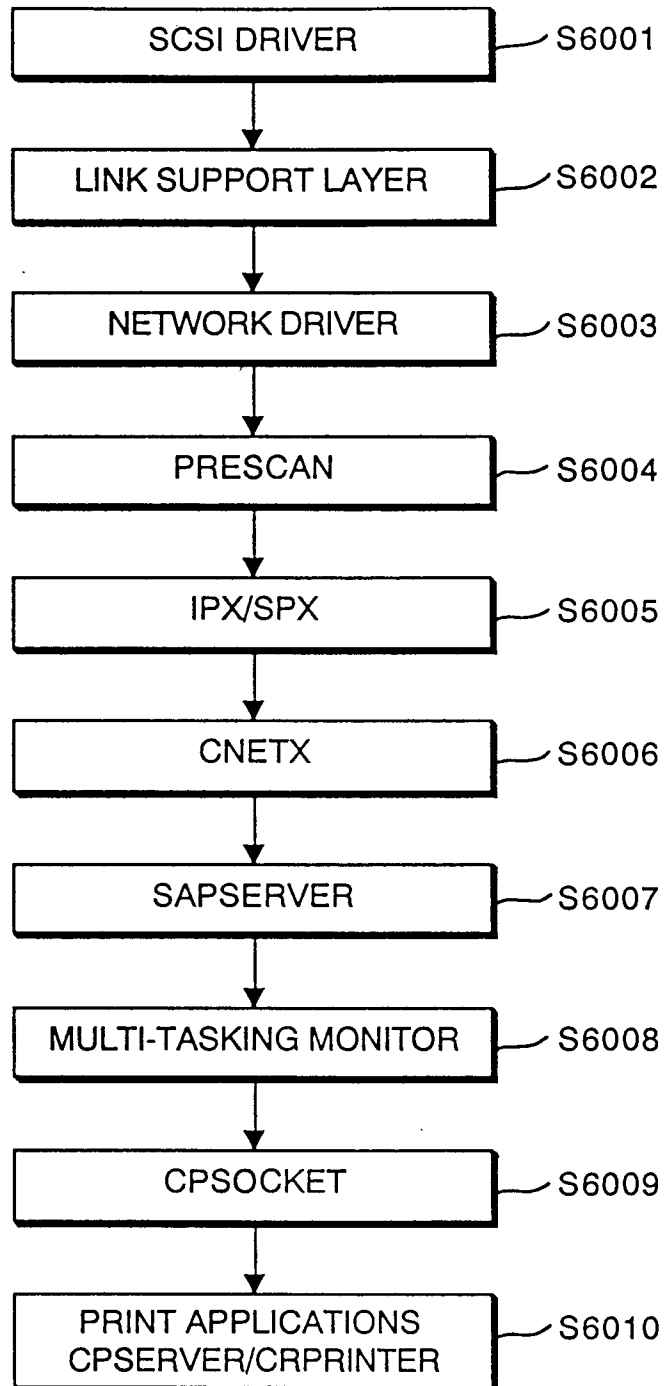 SCSI DRIVER S6001
LINK SUPPORT LAYER S6002
NETWORK DRIVER S6003
PRESCAN S6004
IPX/SPX S6005
CNETX S6006
SAPSERVER S6007
MULTI-TASKING MONITOR S6008
CPSOCKET S6009
PRINT APPLICATIONS S6010
CPSERVER/CRPRINTER